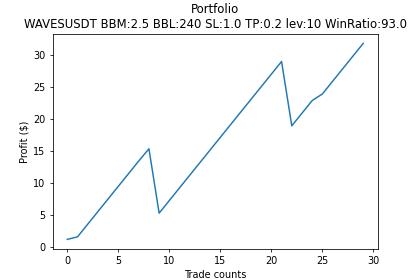 Portfolio
WAVESUSDT BBM:2.5 BBL:240 SL:1.0 TP:0.2 lev:10 WinRatio:93.0
Profit ($)
30
25
20
15
10
5
0
0 5 10 15 20 25 30
Trade counts